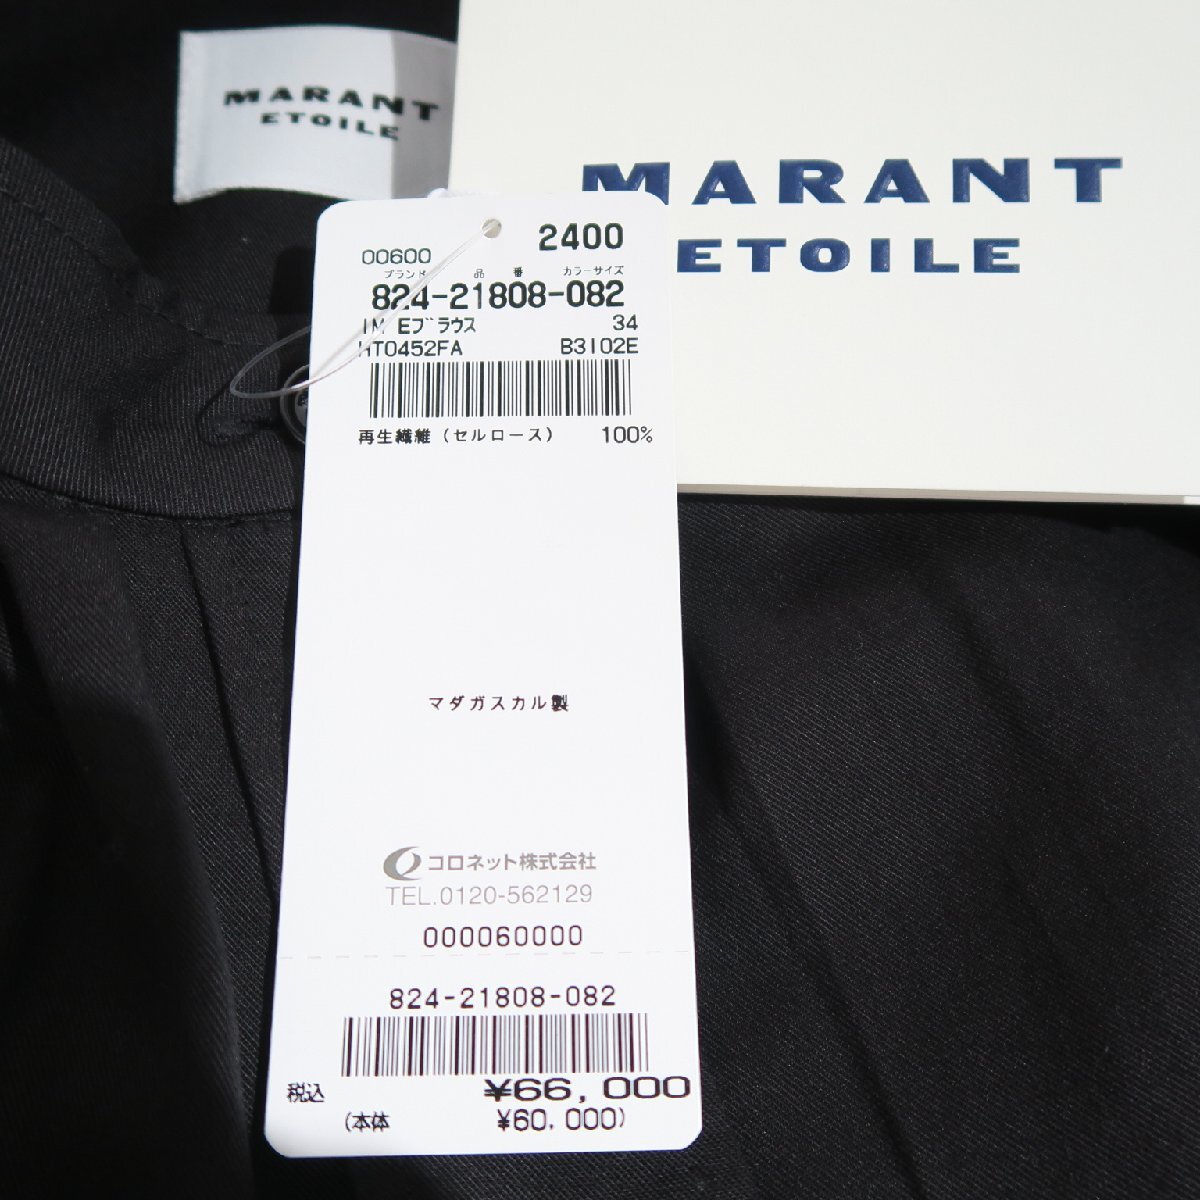 MARANT
ETOILE
MARANT
ETOILE
00600 2400
ブランド 品番 カラーサイズ
824-21808-082
IM Eブラウス 34
HT0452FA B3I02E
再生繊維(セルロース) 100%
マダガスカル製
コロネット株式会社
TEL.0120-562129
000060000
824-21808-082
税込 ¥66,000
(本体 ¥60,000)